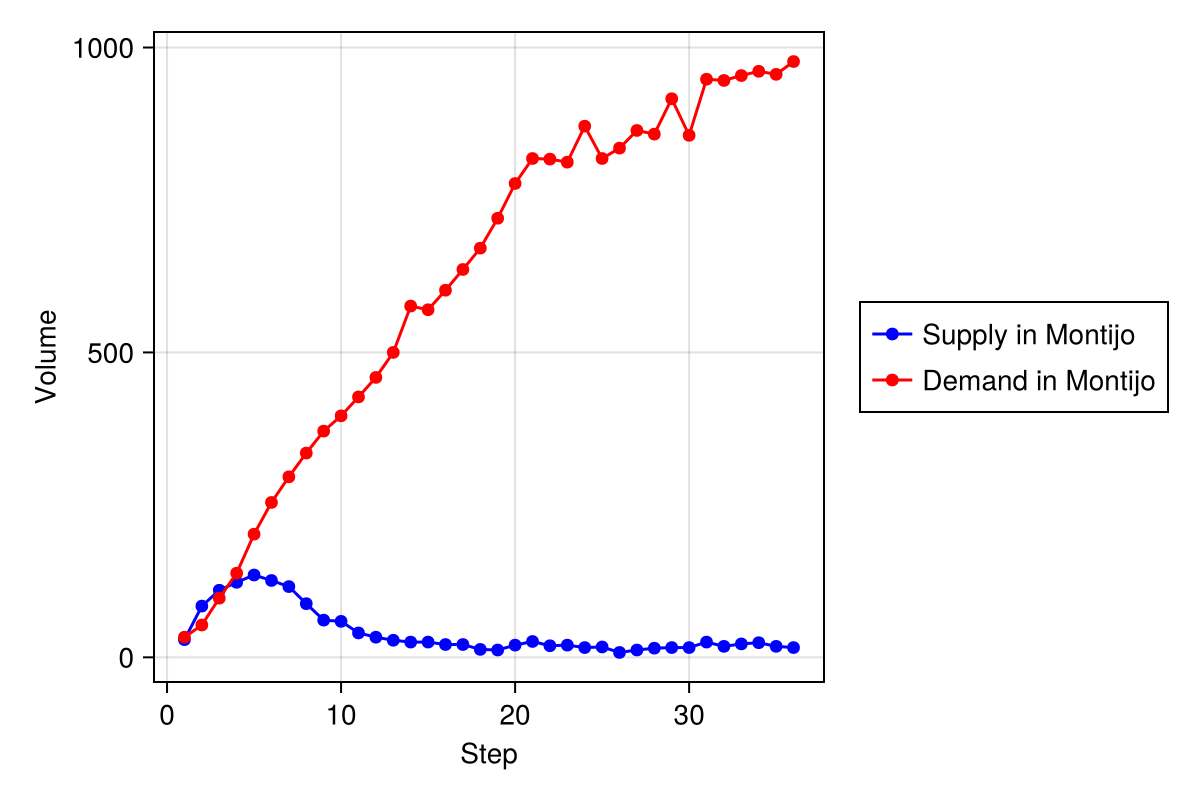 1000
500
0
Volume
0 10 20 30
Step
Supply in Montijo
Demand in Montijo